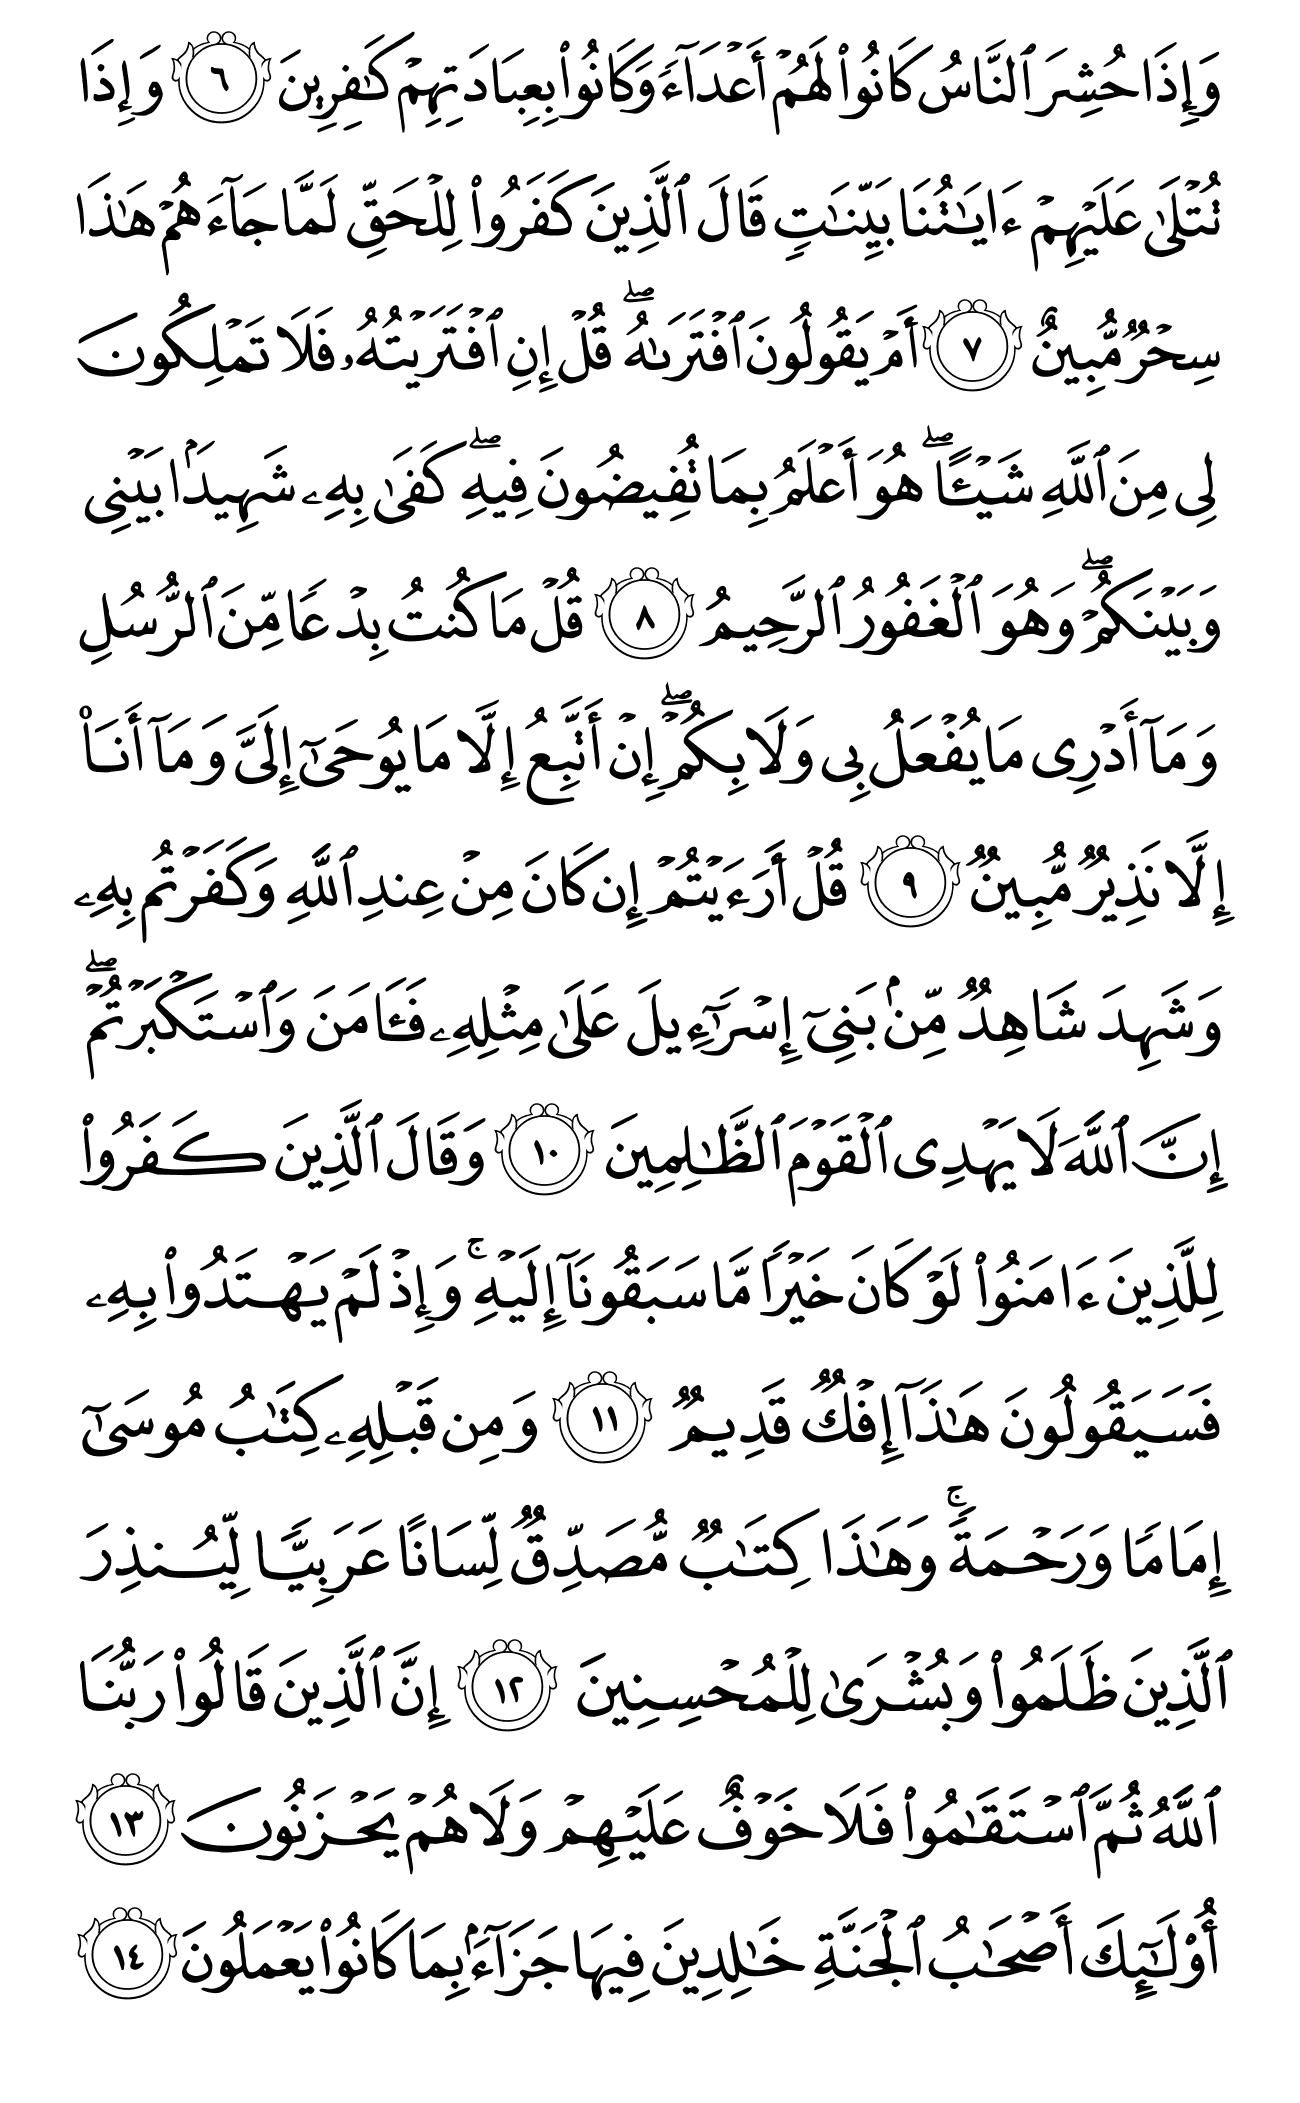 وَإِذَا حُشِرَ ٱلنَّاسُ كَانُوا۟ لَهُمْ أَعْدَآءً وَكَانُوا۟ بِعِبَادَتِهِمْ كَـٰفِرِينَ ٦ وَإِذَا
تُتْلَىٰ عَلَيْهِمْ ءَايَـٰتُنَا بَيِّنَـٰتٍ قَالَ ٱلَّذِينَ كَفَرُوا۟ لِلْحَقِّ لَمَّا جَآءَهُمْ هَـٰذَا
سِحْرٌ مُّبِينٌ ٧ أَمْ يَقُولُونَ ٱفْتَرَىٰهُ ۖ قُلْ إِنِ ٱفْتَرَيْتُهُۥ فَلَا تَمْلِكُونَ
لِى مِنَ ٱللَّهِ شَيْـًٔا ۖ هُوَ أَعْلَمُ بِمَا تُفِيضُونَ فِيهِ ۖ كَفَىٰ بِهِۦ شَهِيدًۢا بَيْنِى
وَبَيْنَكُمْ ۖ وَهُوَ ٱلْغَفُورُ ٱلرَّحِيمُ ٨ قُلْ مَا كُنتُ بِدْعًا مِّنَ ٱلرُّسُلِ
وَمَآ أَدْرِى مَا يُفْعَلُ بِى وَلَا بِكُمْ ۖ إِنْ أَتَّبِعُ إِلَّا مَا يُوحَىٰٓ إِلَىَّ وَمَآ أَنَا۠
إِلَّا نَذِيرٌ مُّبِينٌ ٩ قُلْ أَرَءَيْتُمْ إِن كَانَ مِنْ عِندِ ٱللَّهِ وَكَفَرْتُم بِهِۦ
وَشَهِدَ شَاهِدٌ مِّنۢ بَنِىٓ إِسْرَٰٓءِيلَ عَلَىٰ مِثْلِهِۦ فَـَٔامَنَ وَٱسْتَكْبَرْتُمْ ۖ
إِنَّ ٱللَّهَ لَا يَهْدِى ٱلْقَوْمَ ٱلظَّـٰلِمِينَ ١٠ وَقَالَ ٱلَّذِينَ كَفَرُوا۟
لِلَّذِينَ ءَامَنُوا۟ لَوْ كَانَ خَيْرًا مَّا سَبَقُونَآ إِلَيْهِ ۚ وَإِذْ لَمْ يَهْتَدُوا۟ بِهِۦ
فَسَيَقُولُونَ هَـٰذَآ إِفْكٌ قَدِيمٌ ١١ وَمِن قَبْلِهِۦ كِتَـٰبُ مُوسَىٰٓ
إِمَامًا وَرَحْمَةً ۚ وَهَـٰذَا كِتَـٰبٌ مُّصَدِّقٌ لِّسَانًا عَرَبِيًّا لِّيُنذِرَ
ٱلَّذِينَ ظَلَمُوا۟ وَبُشْرَىٰ لِلْمُحْسِنِينَ ١٢ إِنَّ ٱلَّذِينَ قَالُوا۟ رَبُّنَا
ٱللَّهُ ثُمَّ ٱسْتَقَـٰمُوا۟ فَلَا خَوْفٌ عَلَيْهِمْ وَلَا هُمْ يَحْزَنُونَ ١٣
أُو۟لَـٰٓئِكَ أَصْحَـٰبُ ٱلْجَنَّةِ خَـٰلِدِينَ فِيهَا جَزَآءًۢ بِمَا كَانُوا۟ يَعْمَلُونَ ١٤